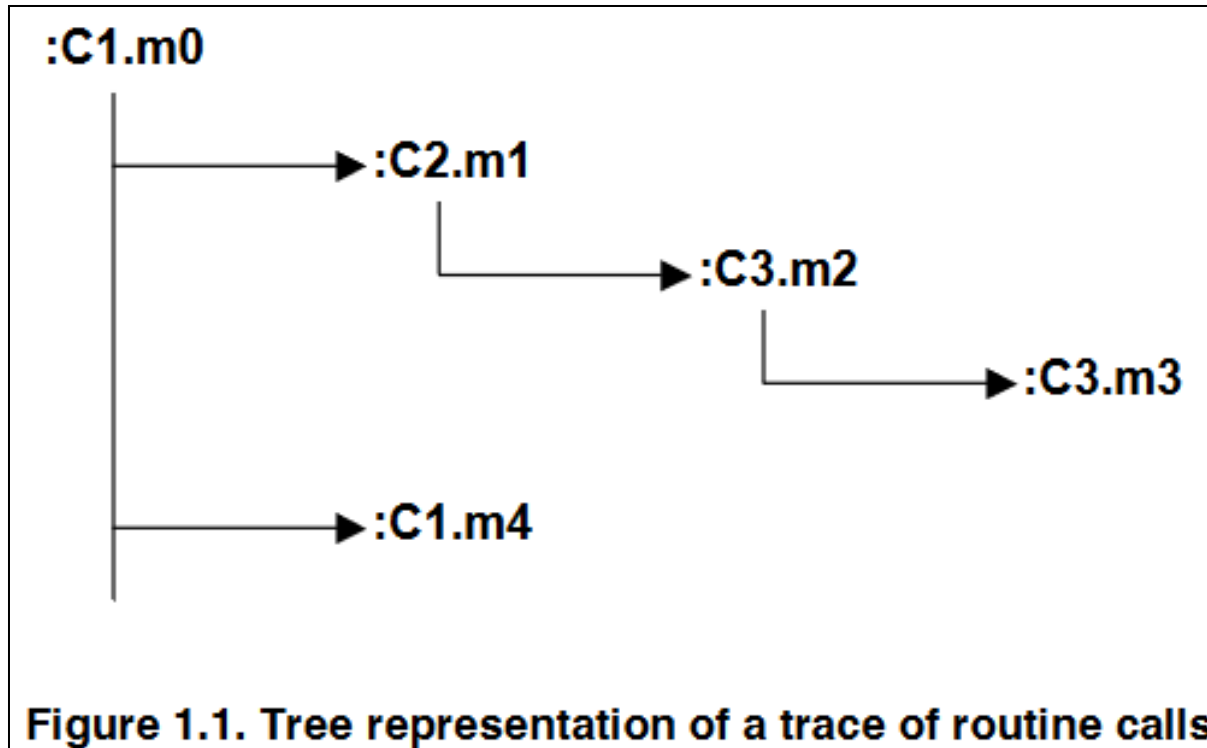 :C1.m0
:C2.m1
:C3.m2
:C3.m3
:C1.m4
Figure 1.1. Tree representation of a trace of routine calls